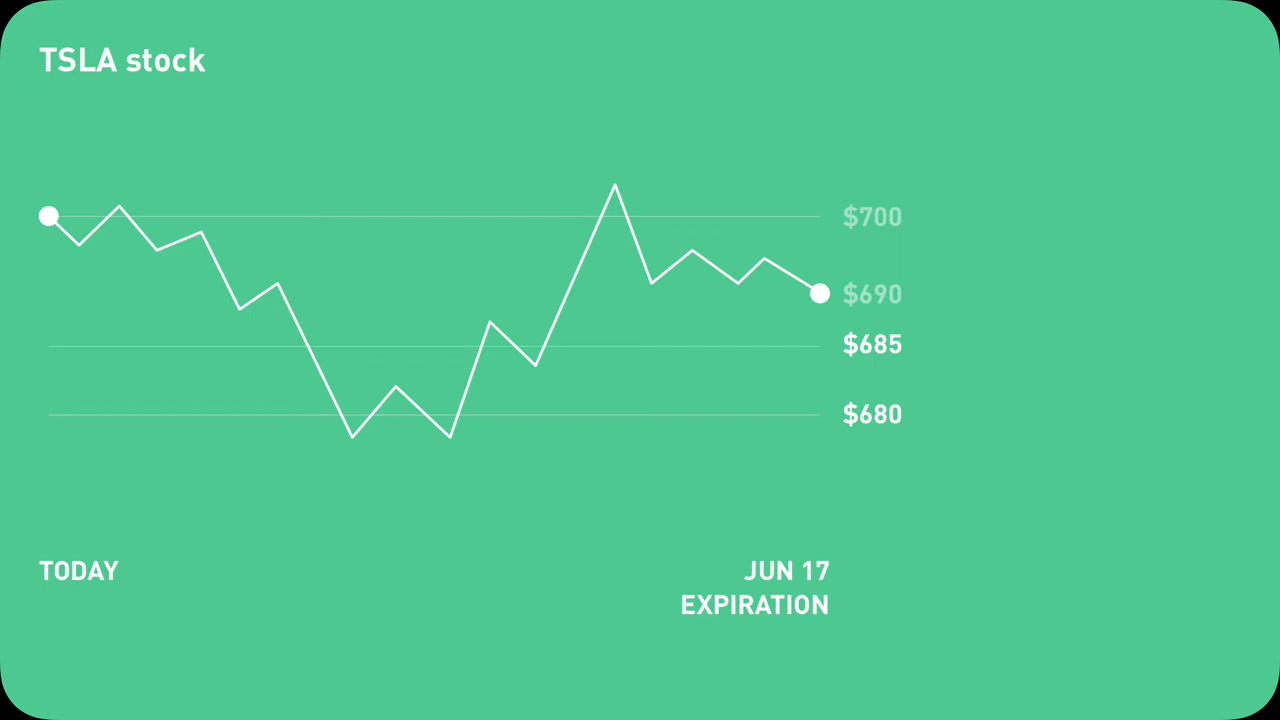 TSLA stock
$700
$690
$685
$680
TODAY
JUN 17
EXPIRATION